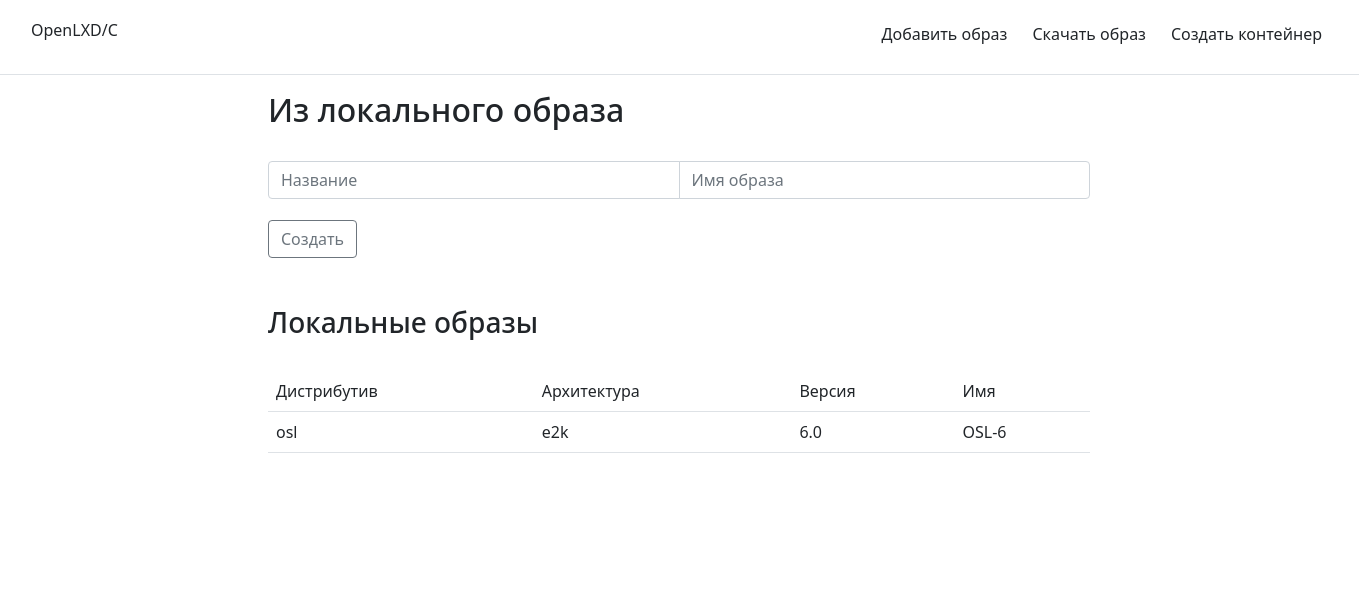 OpenLXD/C
Добавить образ Скачать образ Создать контейнер
Из локального образа
Название Имя образа
Создать
Локальные образы
Дистрибутив Архитектура Версия Имя
osl e2k 6.0 OSL-6